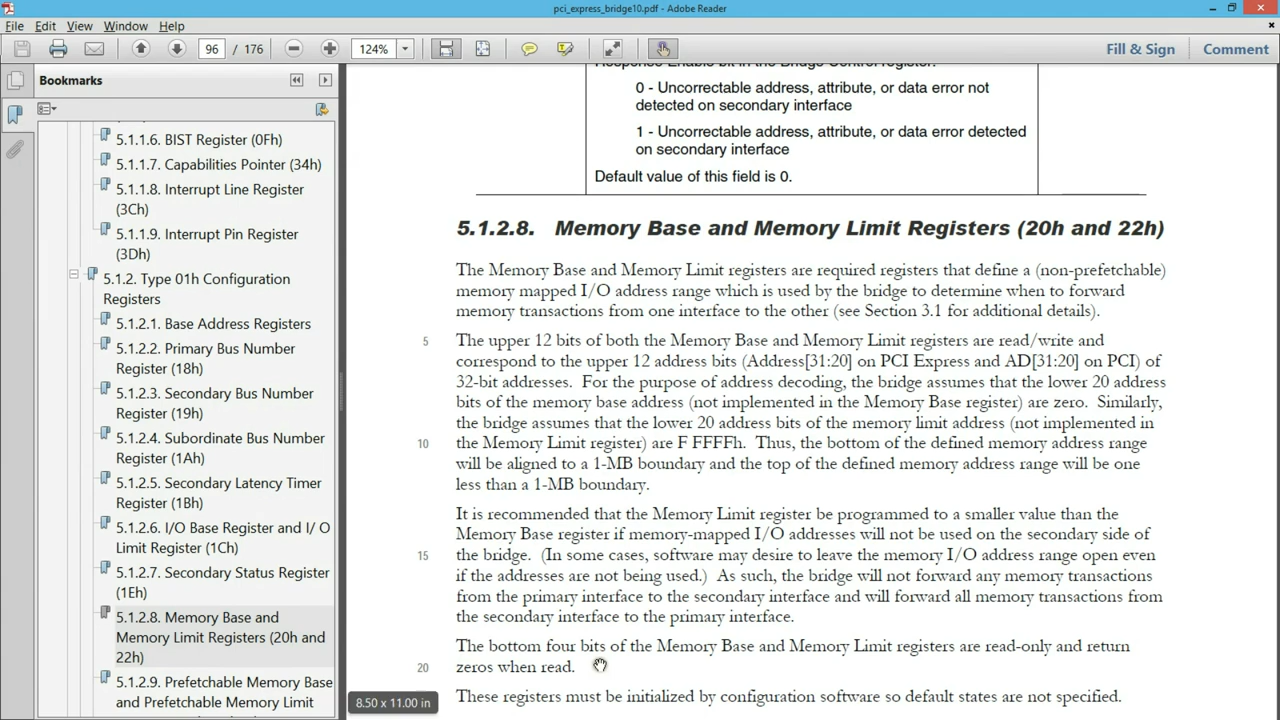 pci_express_bridge10.pdf - Adobe Reader
File Edit View Window Help
96 / 176 124% Fill & Sign Comment
Bookmarks
5.1.1.6. BIST Register (0Fh)
5.1.1.7. Capabilities Pointer (34h)
5.1.1.8. Interrupt Line Register
(3Ch)
5.1.1.9. Interrupt Pin Register
(3Dh)
5.1.2. Type 01h Configuration
Registers
5.1.2.1. Base Address Registers
5.1.2.2. Primary Bus Number
Register (18h)
5.1.2.3. Secondary Bus Number
Register (19h)
5.1.2.4. Subordinate Bus Number
Register (1Ah)
5.1.2.5. Secondary Latency Timer
Register (1Bh)
5.1.2.6. I/O Base Register and I/ O
Limit Register (1Ch)
5.1.2.7. Secondary Status Register
(1Eh)
5.1.2.8. Memory Base and
Memory Limit Registers (20h and
22h)
5.1.2.9. Prefetchable Memory Base
and Prefetchable Memory Limit
8.50 x 11.00 in
Response Enable bit in the Bridge Control register.
0 - Uncorrectable address, attribute, or data error not
detected on secondary interface
1 - Uncorrectable address, attribute, or data error detected
on secondary interface
Default value of this field is 0.
5.1.2.8. Memory Base and Memory Limit Registers (20h and 22h)
The Memory Base and Memory Limit registers are required registers that define a (non-prefetchable)
memory mapped I/O address range which is used by the bridge to determine when to forward
memory transactions from one interface to the other (see Section 3.1 for additional details).
5 The upper 12 bits of both the Memory Base and Memory Limit registers are read/write and
correspond to the upper 12 address bits (Address[31:20] on PCI Express and AD[31:20] on PCI) of
32-bit addresses. For the purpose of address decoding, the bridge assumes that the lower 20 address
bits of the memory base address (not implemented in the Memory Base register) are zero. Similarly,
the bridge assumes that the lower 20 address bits of the memory limit address (not implemented in
10 the Memory Limit register) are F FFFFh. Thus, the bottom of the defined memory address range
will be aligned to a 1-MB boundary and the top of the defined memory address range will be one
less than a 1-MB boundary.
It is recommended that the Memory Limit register be programmed to a smaller value than the
Memory Base register if memory-mapped I/O addresses will not be used on the secondary side of
15 the bridge. (In some cases, software may desire to leave the memory I/O address range open even
if the addresses are not being used.) As such, the bridge will not forward any memory transactions
from the primary interface to the secondary interface and will forward all memory transactions from
the secondary interface to the primary interface.
The bottom four bits of the Memory Base and Memory Limit registers are read-only and return
20 zeros when read.
These registers must be initialized by configuration software so default states are not specified.